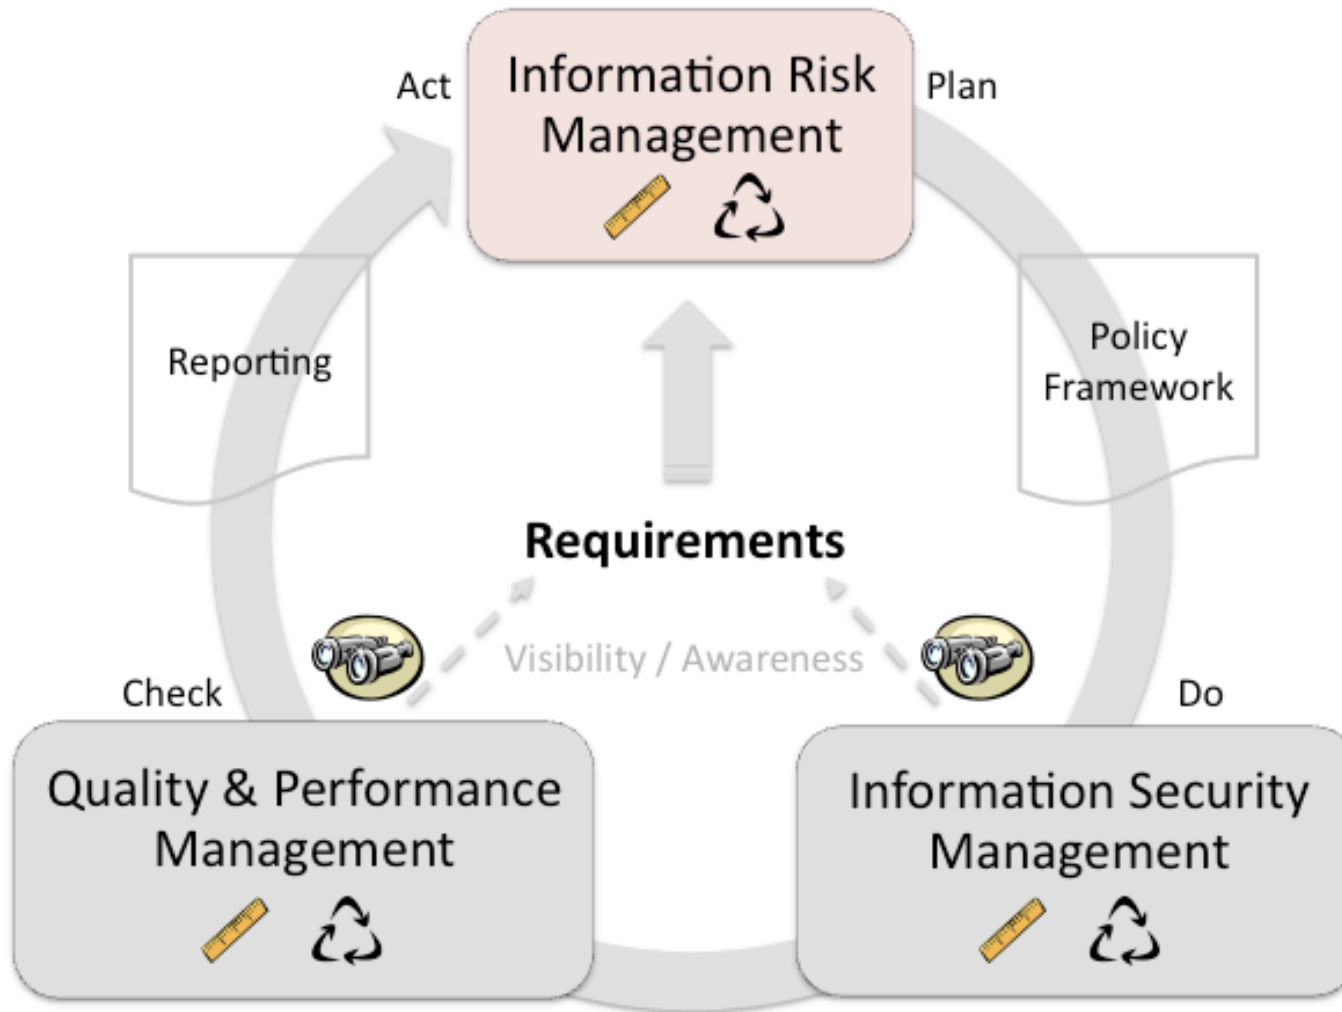 Act
Information Risk
Management
Plan
Reporting
Policy
Framework
Requirements
Visibility / Awareness
Check
Do
Quality & Performance
Management
Information Security
Management